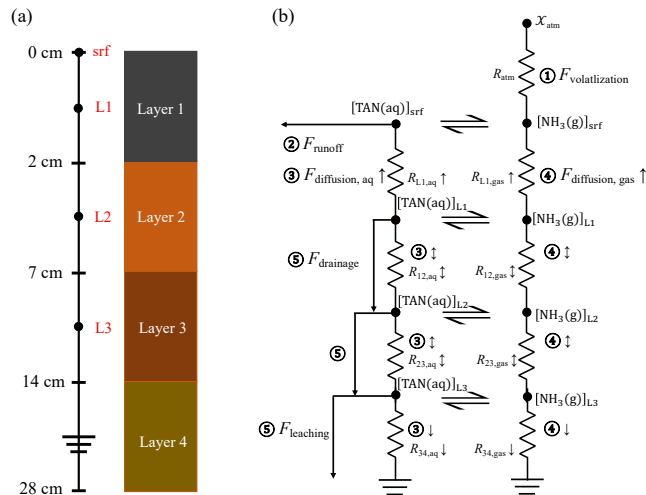 (a)
0 cm
srf
L1
Layer 1
2 cm
L2
Layer 2
7 cm
L3
Layer 3
14 cm
Layer 4
28 cm
(b)
χatm
Ratm
① Fvolatlization
[TAN(aq)]srf
[NH3(g)]srf
② Frunoff
③ Fdiffusion, aq ↑
RL1,aq ↑
RL1,gas ↑
④ Fdiffusion, gas ↑
[TAN(aq)]L1
[NH3(g)]L1
⑤ Fdrainage
③ ↕
R12,aq ↕
R12,gas ↕
④ ↕
[TAN(aq)]L2
[NH3(g)]L2
⑤
③ ↕
R23,aq ↕
R23,gas ↕
④ ↕
[TAN(aq)]L3
[NH3(g)]L3
⑤ Fleaching
③ ↓
R34,aq ↓
R34,gas ↓
④ ↓